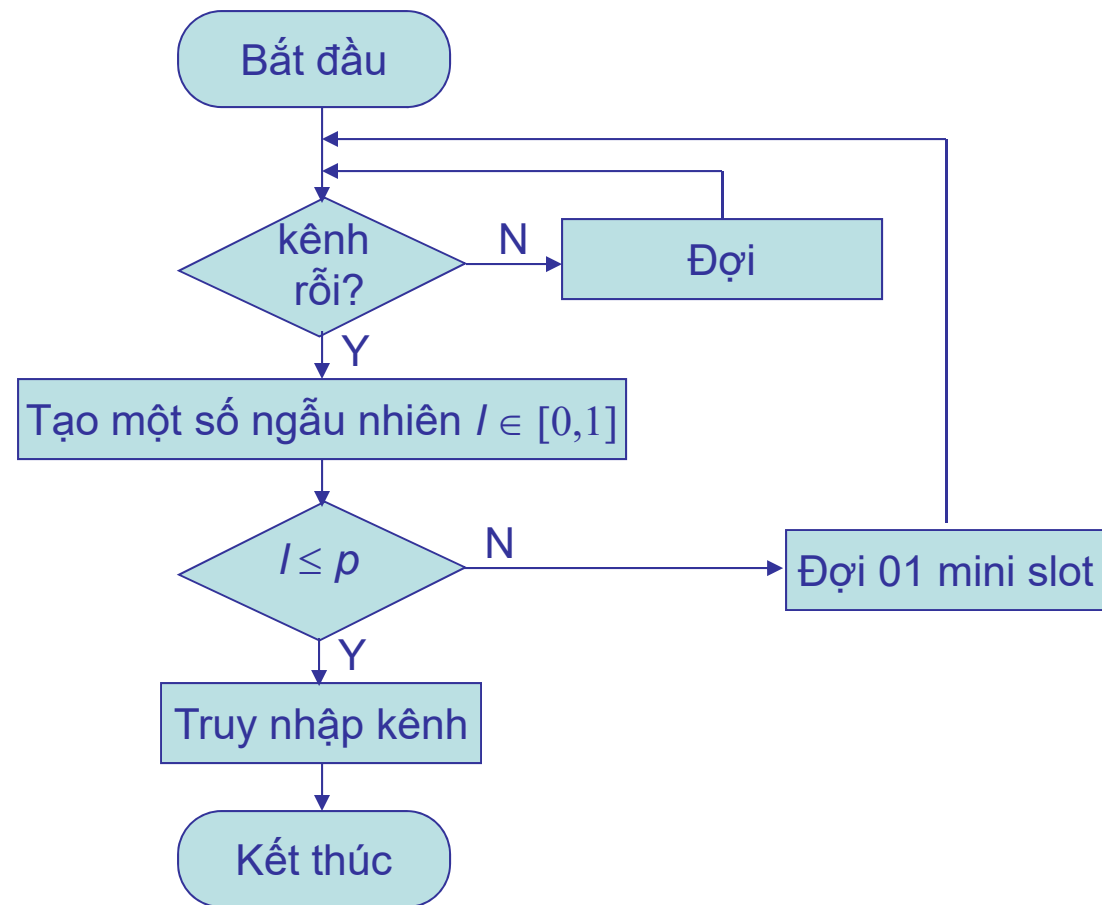 Bắt đầu
kênh
rỗi?
N
Đợi
Y
Tạo một số ngẫu nhiên l ∈ [0,1]
l ≤ p
N
Đợi 01 mini slot
Y
Truy nhập kênh
Kết thúc